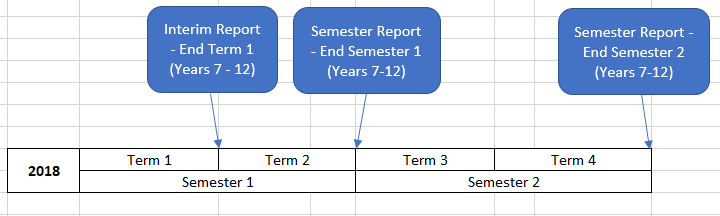 Interim Report
- End Term 1
(Years 7 - 12)
Semester Report
- End Semester 1
(Years 7-12)
Semester Report -
End Semester 2
(Years 7-12)
2018
Term 1
Term 2
Term 3
Term 4
Semester 1
Semester 2